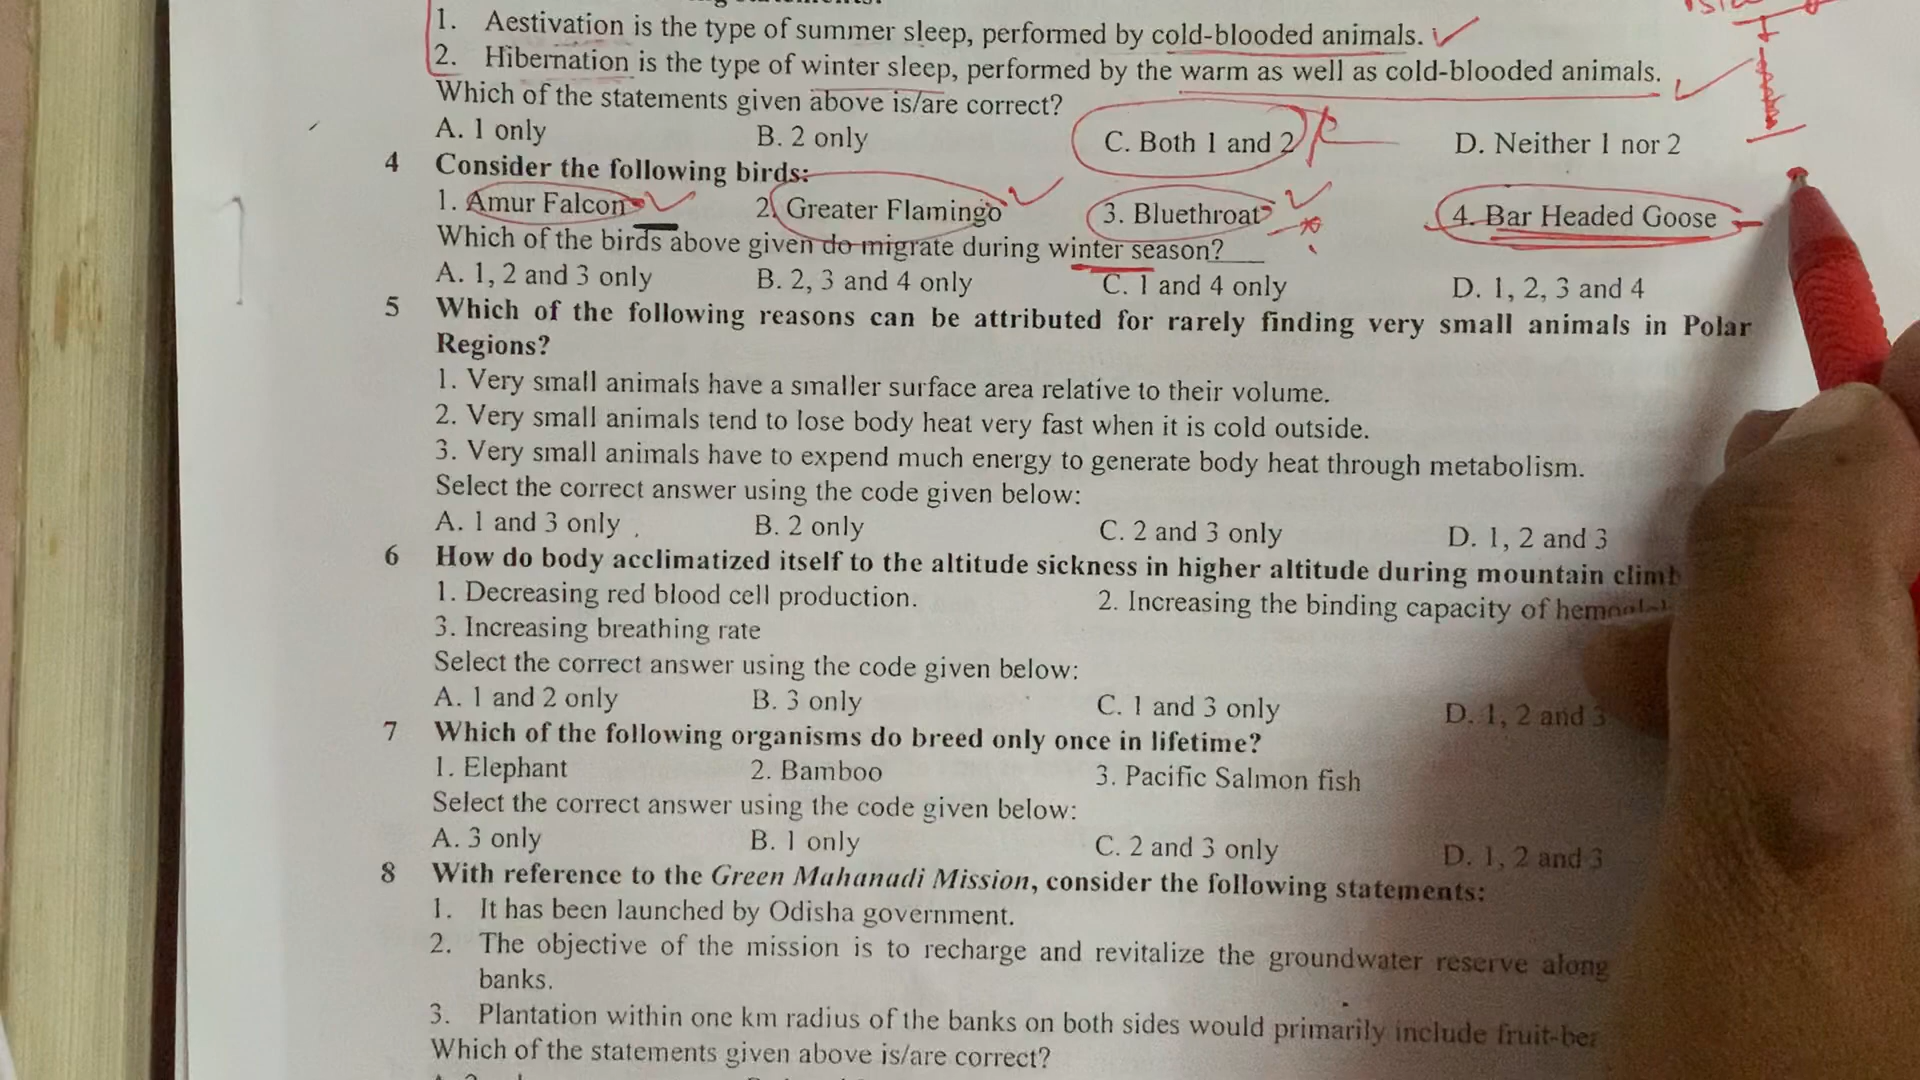 1. Aestivation is the type of summer sleep, performed by cold-blooded animals.
2. Hibernation is the type of winter sleep, performed by the warm as well as cold-blooded animals.
Which of the statements given above is/are correct?
A. 1 only B. 2 only C. Both 1 and 2 D. Neither 1 nor 2
4 Consider the following birds:
1. Amur Falcon 2. Greater Flamingo 3. Bluethroat 4. Bar Headed Goose
Which of the birds above given do migrate during winter season?
A. 1, 2 and 3 only B. 2, 3 and 4 only C. 1 and 4 only D. 1, 2, 3 and 4
5 Which of the following reasons can be attributed for rarely finding very small animals in Polar
Regions?
1. Very small animals have a smaller surface area relative to their volume.
2. Very small animals tend to lose body heat very fast when it is cold outside.
3. Very small animals have to expend much energy to generate body heat through metabolism.
Select the correct answer using the code given below:
A. 1 and 3 only B. 2 only C. 2 and 3 only D. 1, 2 and 3
6 How do body acclimatized itself to the altitude sickness in higher altitude during mountain climb
1. Decreasing red blood cell production. 2. Increasing the binding capacity of
3. Increasing breathing rate
Select the correct answer using the code given below:
A. 1 and 2 only B. 3 only C. 1 and 3 only D. 1, 2 and 3
7 Which of the following organisms do breed only once in lifetime?
1. Elephant 2. Bamboo 3. Pacific Salmon fish
Select the correct answer using the code given below:
A. 3 only B. 1 only C. 2 and 3 only D. 1, 2 and 3
8 With reference to the Green Mahanadi Mission, consider the following statements:
1. It has been launched by Odisha government.
2. The objective of the mission is to recharge and revitalize the groundwater reserve along
banks.
3. Plantation within one km radius of the banks on both sides would primarily include fruit-be
Which of the statements given above is/are correct?